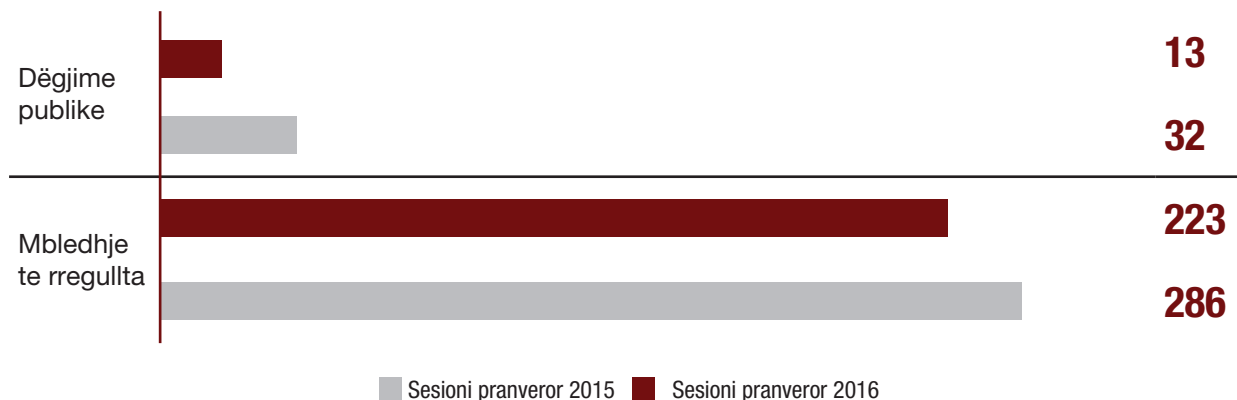 Dëgjime
publike
13
32
Mbledhje
te rregullta
223
286
Sesioni pranveror 2015 Sesioni pranveror 2016